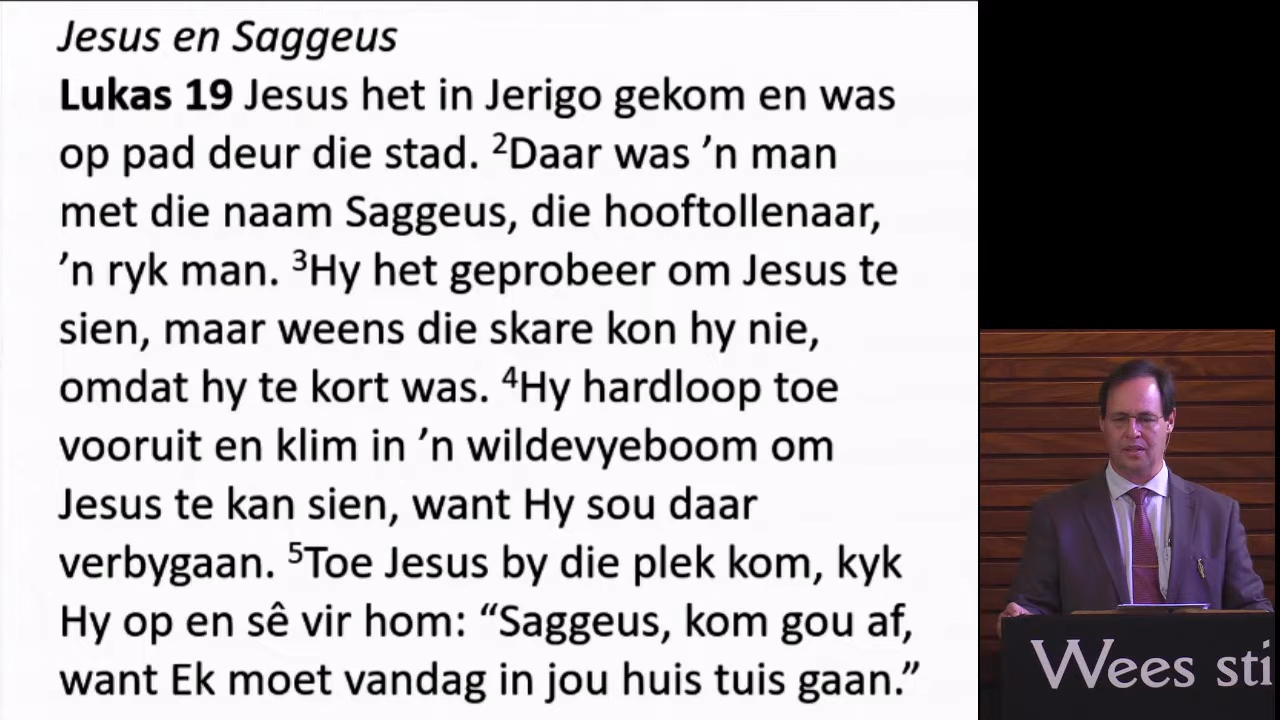 Jesus en Saggeus
Lukas 19 Jesus het in Jerigo gekom en was
op pad deur die stad. ²Daar was ’n man
met die naam Saggeus, die hooftollenaar,
’n ryk man. ³Hy het geprobeer om Jesus te
sien, maar weens die skare kon hy nie,
omdat hy te kort was. ⁴Hy hardloop toe
vooruit en klim in ’n wildevyeboom om
Jesus te kan sien, want Hy sou daar
verbygaan. ⁵Toe Jesus by die plek kom, kyk
Hy op en sê vir hom: “Saggeus, kom gou af,
want Ek moet vandag in jou huis tuis gaan.”
Wees sti